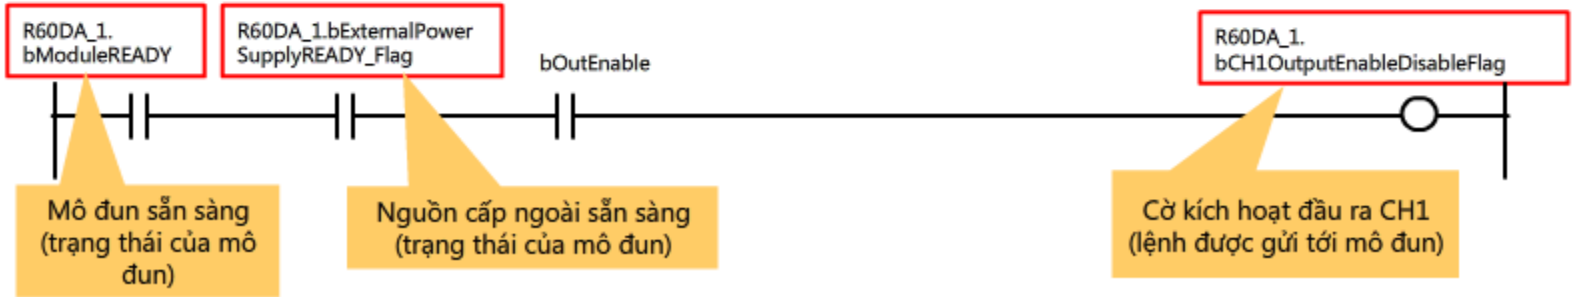 R60DA_1.
bModuleREADY
R60DA_1.bExternalPower
SupplyREADY_Flag
bOutEnable
R60DA_1.
bCH1OutputEnableDisableFlag
Mô đun sẵn sàng
(trạng thái của mô
đun)
Nguồn cấp ngoài sẵn sàng
(trạng thái của mô đun)
Cờ kích hoạt đầu ra CH1
(lệnh được gửi tới mô đun)